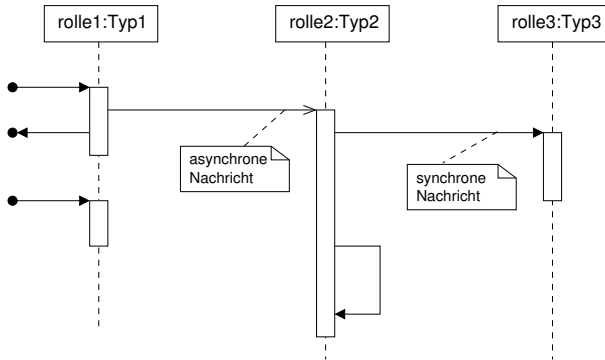 rolle1:Typ1
rolle2:Typ2
rolle3:Typ3
asynchrone
Nachricht
synchrone
Nachricht